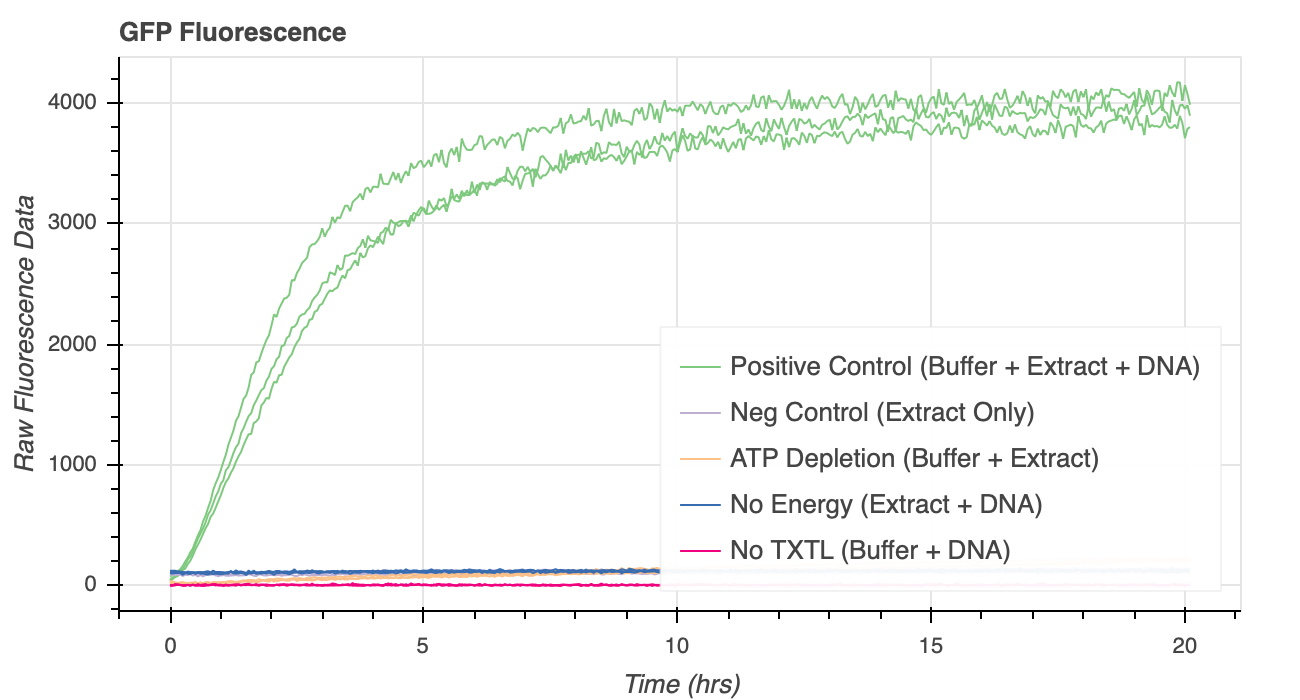 GFP Fluorescence
Raw Fluorescence Data
4000
3000
2000
1000
0
Positive Control (Buffer + Extract + DNA)
Neg Control (Extract Only)
ATP Depletion (Buffer + Extract)
No Energy (Extract + DNA)
No TXTL (Buffer + DNA)
0 5 10 15 20
Time (hrs)